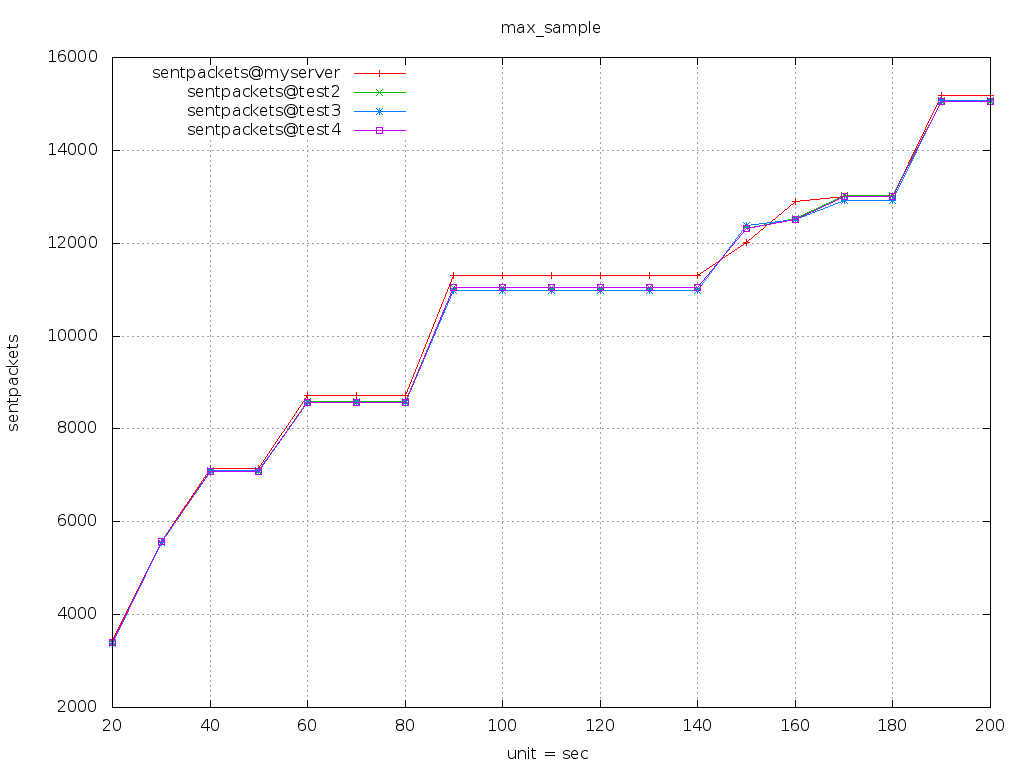 max_sample
16000
14000
12000
10000
8000
6000
4000
2000
sentpackets
sentpackets@myserver
sentpackets@test2
sentpackets@test3
sentpackets@test4
20 40 60 80 100 120 140 160 180 200
unit = sec